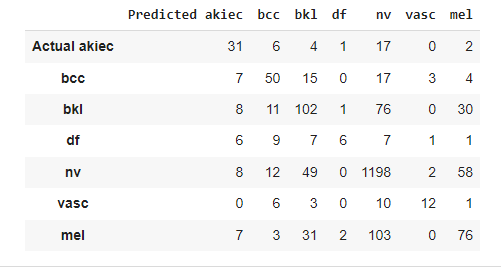 Predicted akiec bcc bkl df nv vasc mel
Actual akiec 31 6 4 1 17 0 2
bcc 7 50 15 0 17 3 4
bkl 8 11 102 1 76 0 30
df 6 9 7 6 7 1 1
nv 8 12 49 0 1198 2 58
vasc 0 6 3 0 10 12 1
mel 7 3 31 2 103 0 76